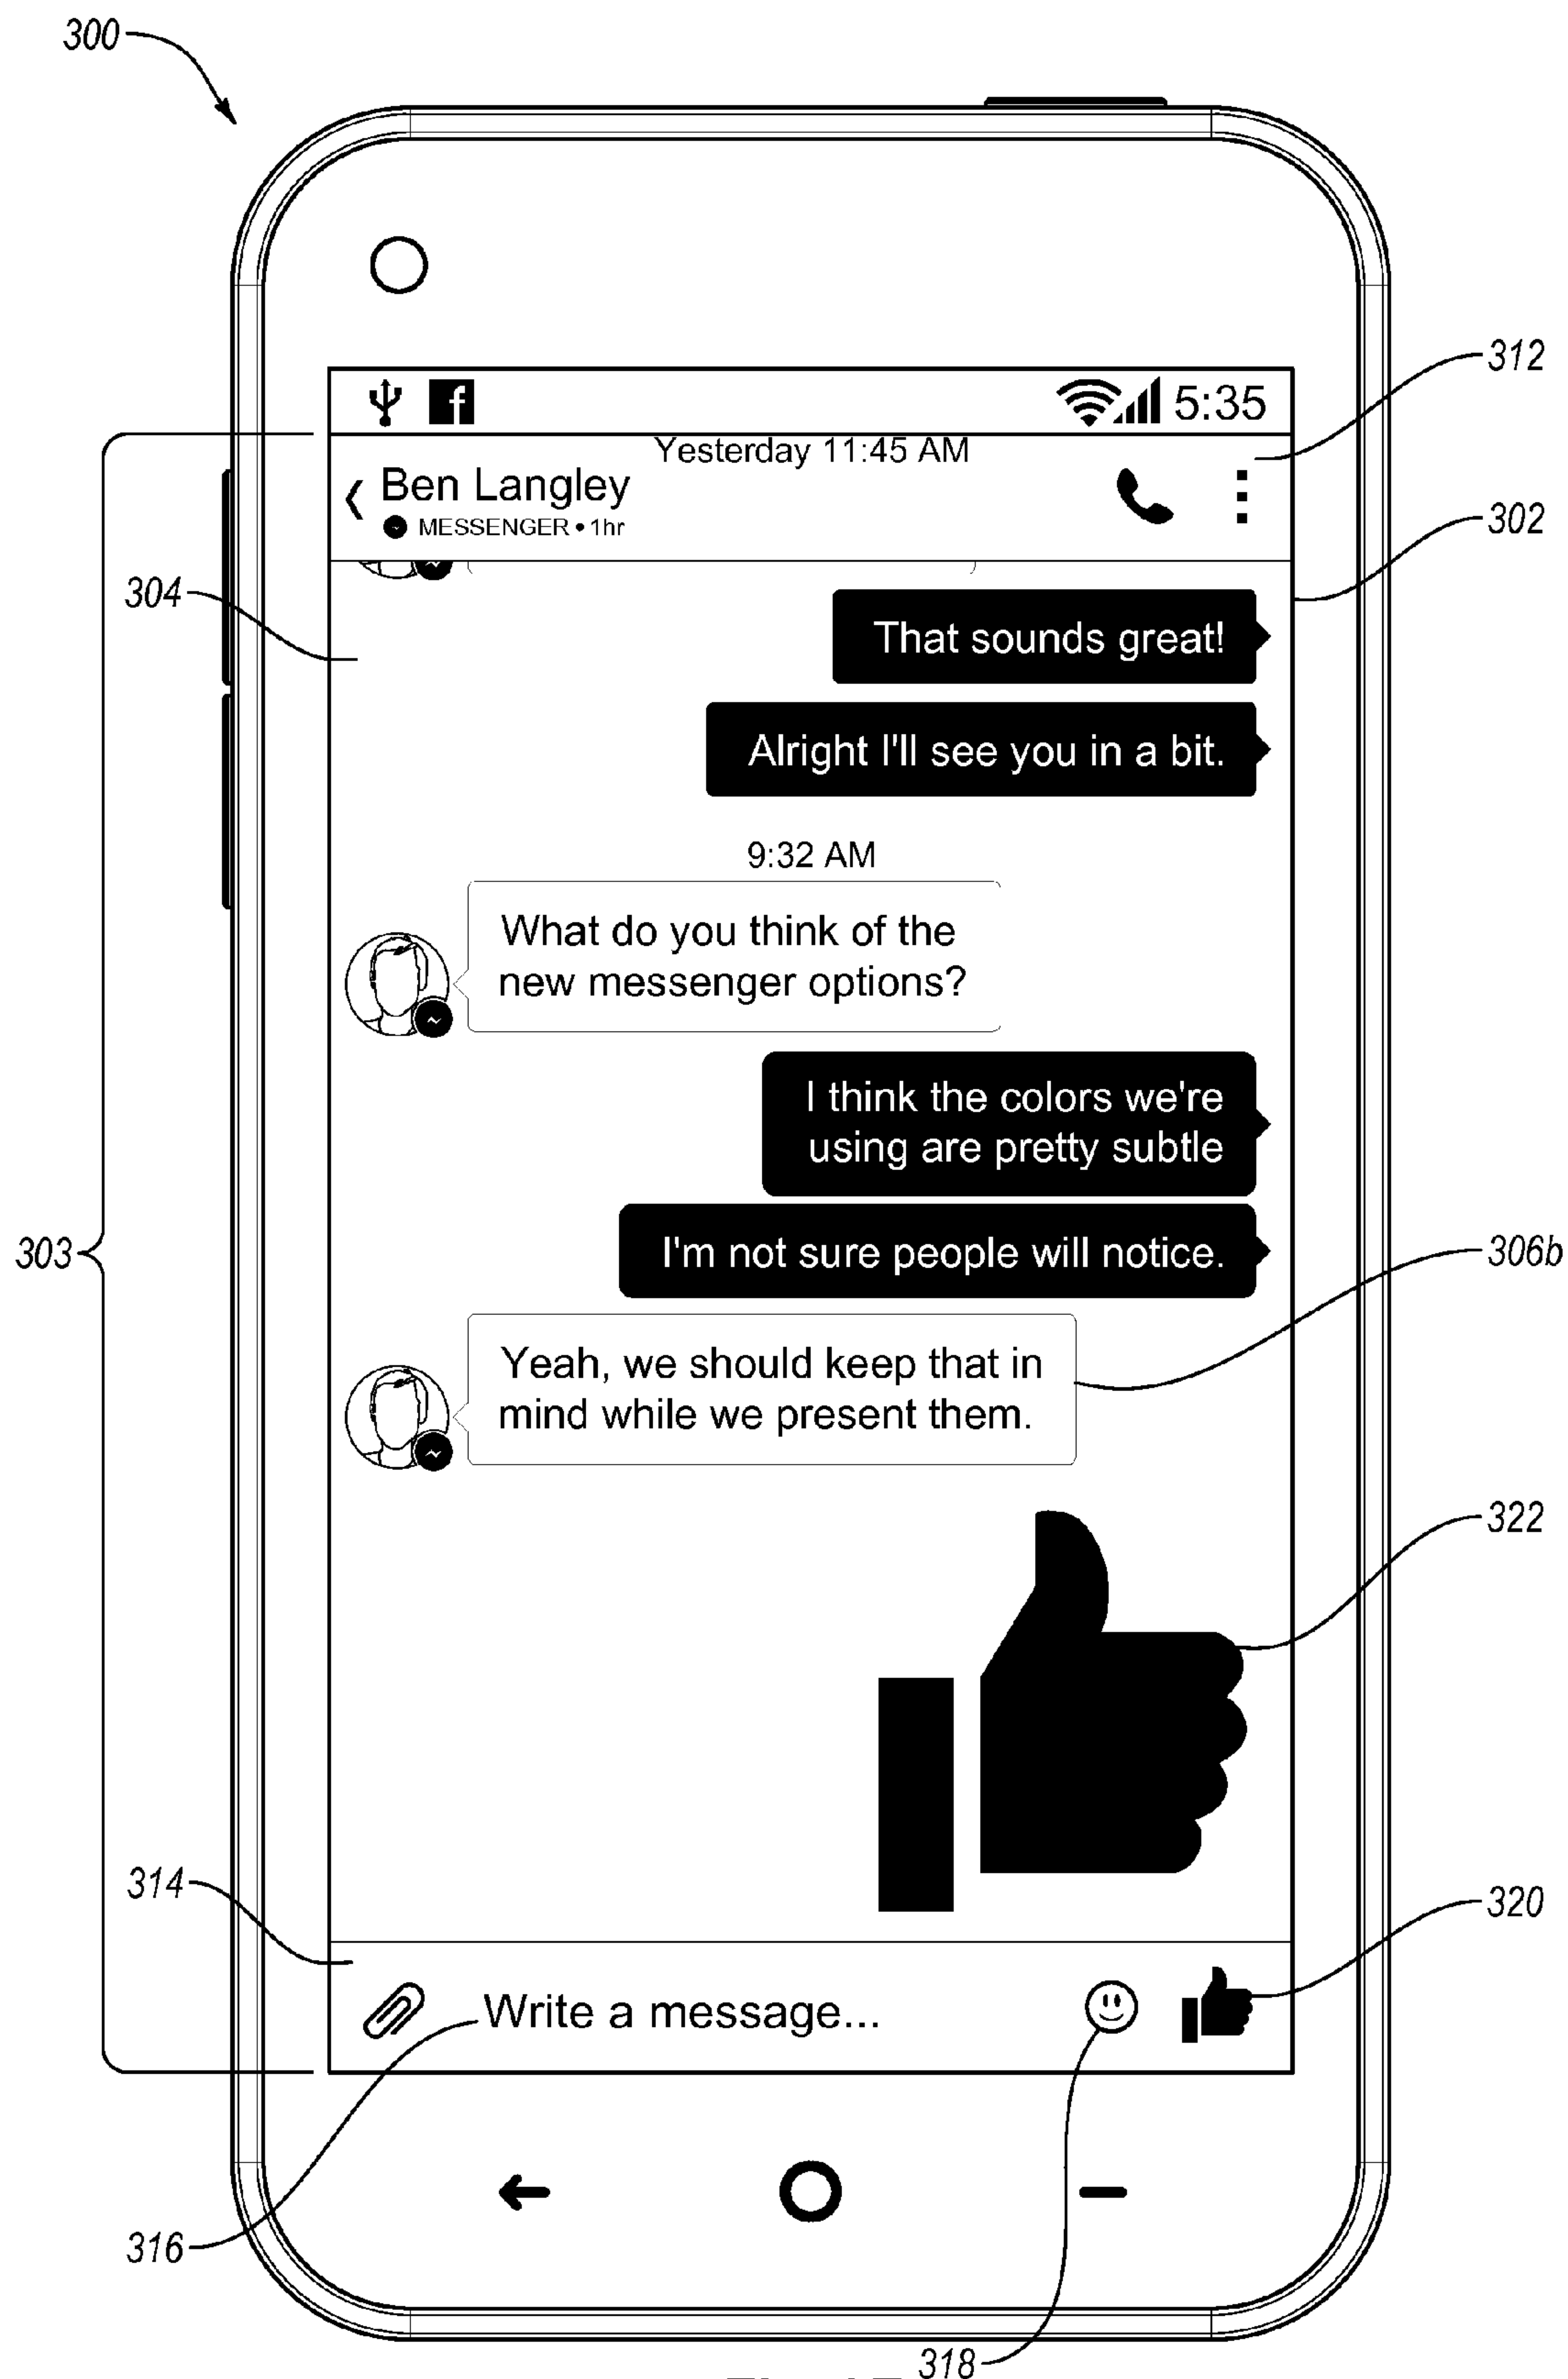 300
312
f
5:35
Yesterday 11:45 AM
Ben Langley
MESSENGER • 1hr
302
304
That sounds great!
Alright I'll see you in a bit.
9:32 AM
What do you think of the
new messenger options?
I think the colors we're
using are pretty subtle
303
I'm not sure people will notice.
306b
Yeah, we should keep that in
mind while we present them.
322
314
320
Write a message...
316
318